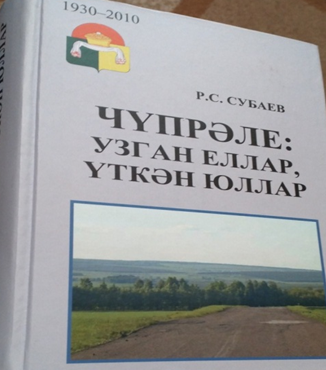 1930–2010
Р.С. СУБАЕВ
ЧҮПРӘЛЕ:
УЗГАН ЕЛЛАР,
ҮТКӘН ЮЛЛАР